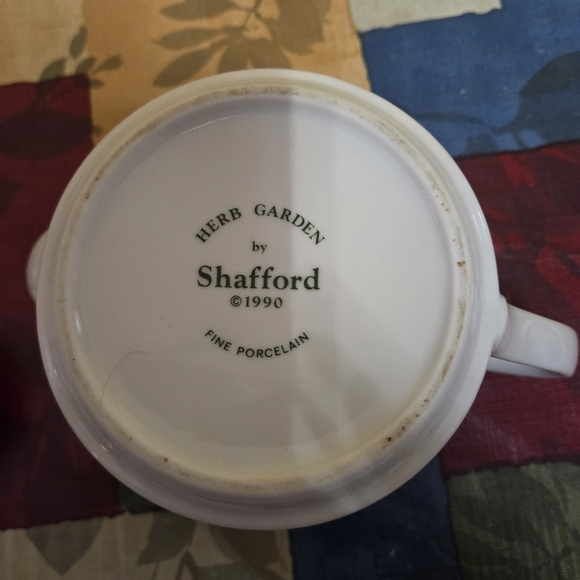 HERB GARDEN
by
Shafford
©1990
FINE PORCELAIN